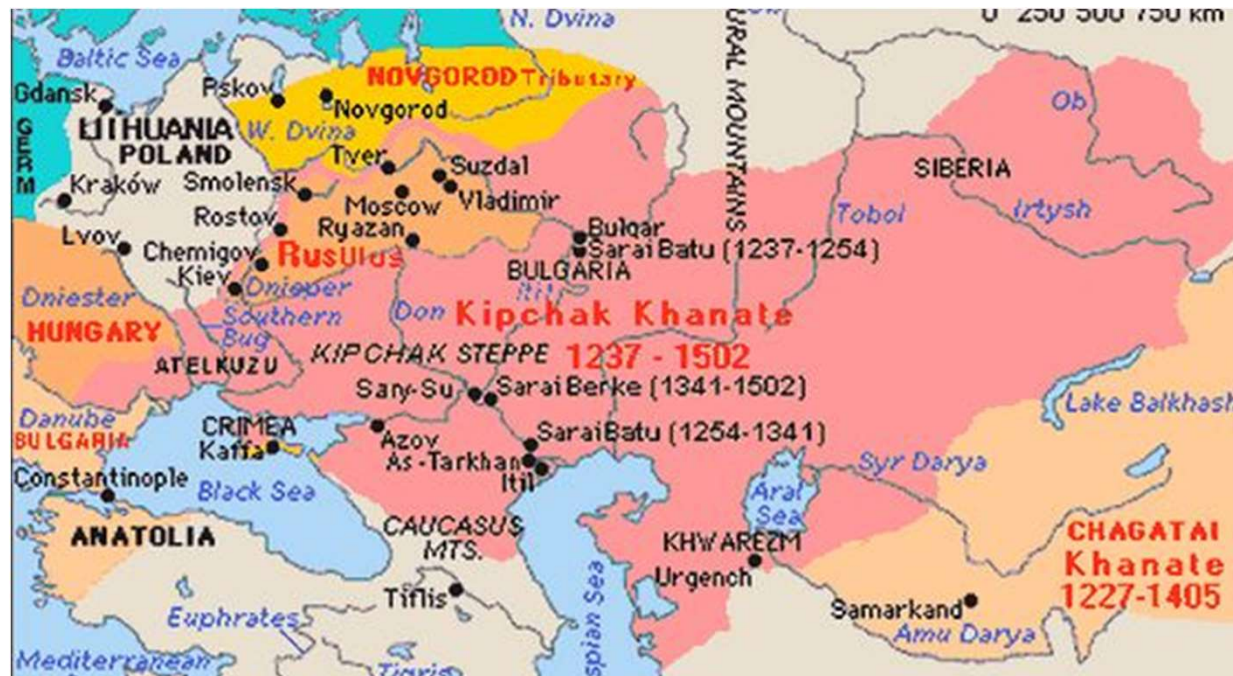 0 250 500 750 km
N. Dvina
URAL MOUNTAINS
Baltic Sea
NOVGOROD Tributary
Pskov
Gdansk
Novgorod
Ob
LITHUANIA
W. Dvina
POLAND
GERM
Tver
Suzdal
SIBERIA
Kraków
Smolensk
Moscow
Vladimir
Tobol
Irtysh
Rostov
Ryazan
Bulqar
Lvov
Chemigov
Rus Ulus
Sarai Batu (1237-1254)
Kiev
BULGARIA
Dniester
Dnieper
Itil
HUNGARY
Southern
Bug
Don
Kipchak Khanate
KIPCHAK STEPPE
1237 - 1502
ATELKUZU
Sany-Su
Sarai Berke (1341-1502)
Lake Balkhash
Danube
CRIMEA
BULGARIA
Kaffa
Azov
Sarai Batu (1254-1341)
As-Tarkhan
Itil
Syr Darya
Constantinople
Black Sea
Aral
Sea
ANATOLIA
CAUCASUS
MTS.
KHWAREZM
CHAGATAI
Khanate
1227-1405
Urgench
Tiflis
Samarkand
Euphrates
Amu Darya
spian Sea
Mediterranean
Tigris